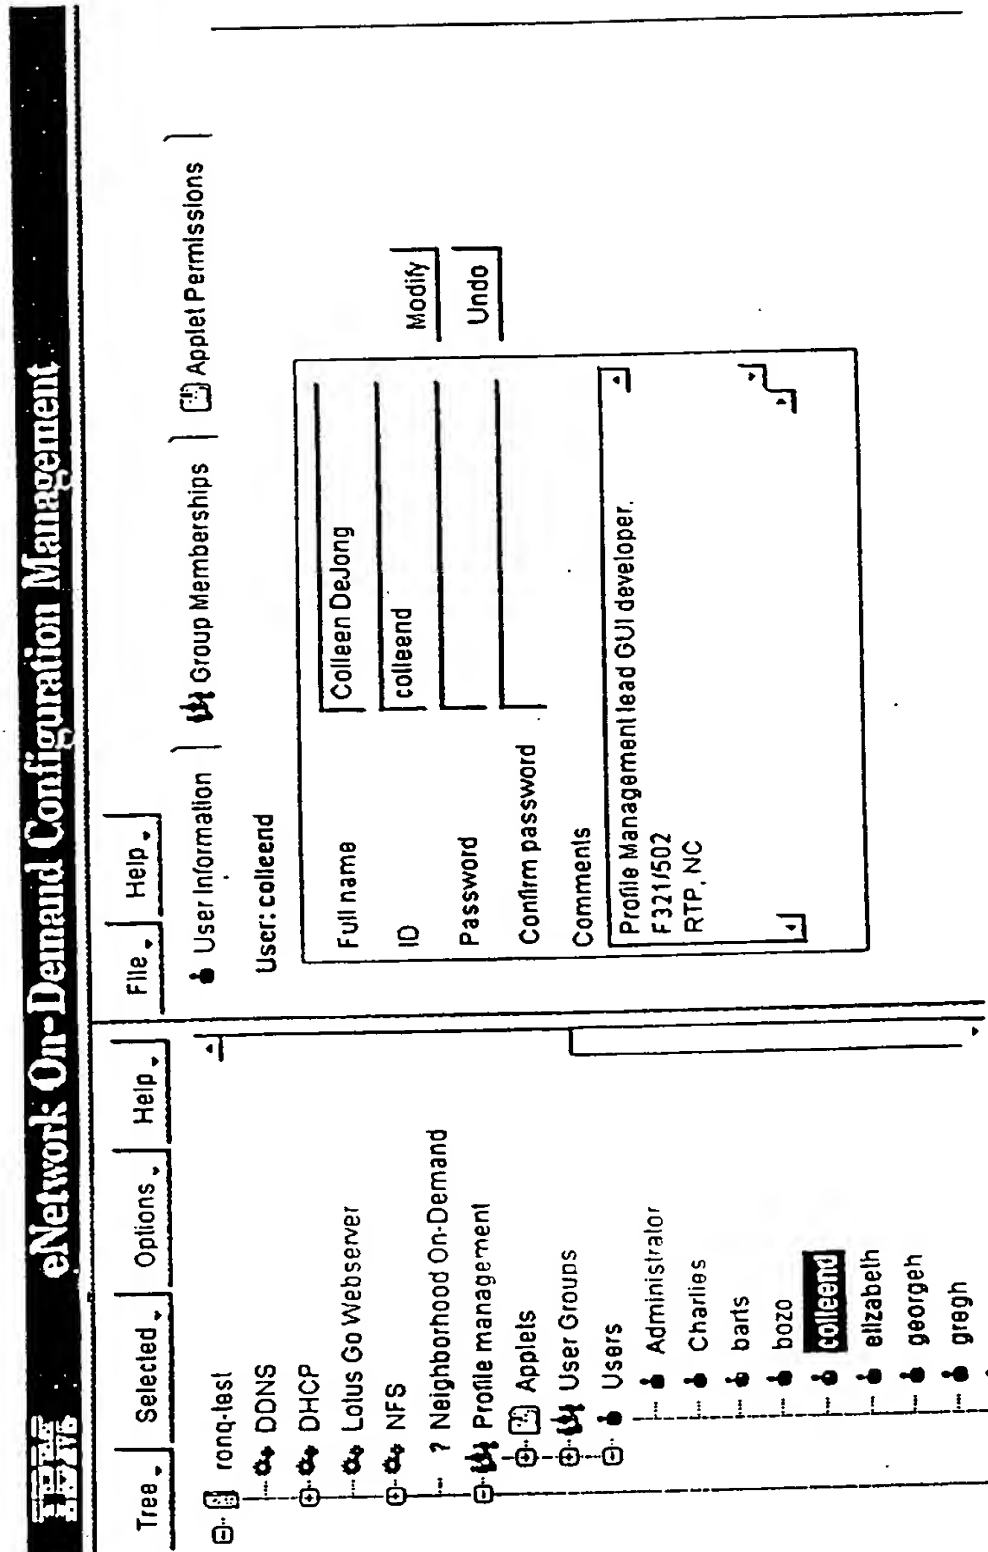 IBM eNetwork On-Demand Configuration Management
Tree Selected Options Help
ronq-test
DDNS
DHCP
Lotus Go Webserver
NFS
? Neighborhood On-Demand
Profile management
Applets
User Groups
Users
Administrator
Charlies
barts
bozo
colleend
elizabeth
georgeh
gregh
File Help
User Information Group Memberships Applet Permissions
User: colleend
Full name Colleen DeJong
ID colleend
Password
Confirm password
Comments
Profile Management lead GUI developer.
F321/502
RTP, NC
Modify
Undo